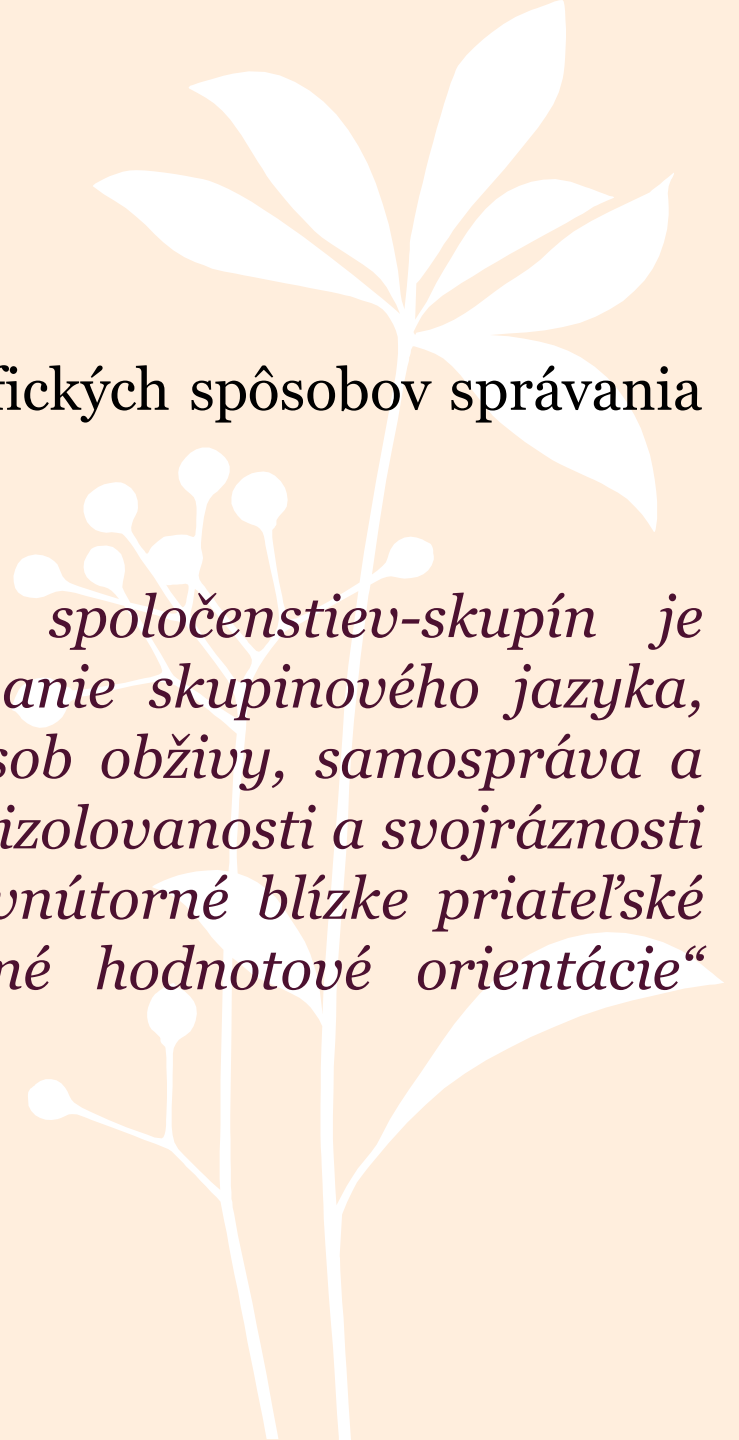 fických spôsobov správania
spoločenstiev-skupín je
anie skupinového jazyka,
sob obživy, samospráva a
izolovanosti a svojráznosti
vnútorné blízke priateľské
né hodnotové orientácie“